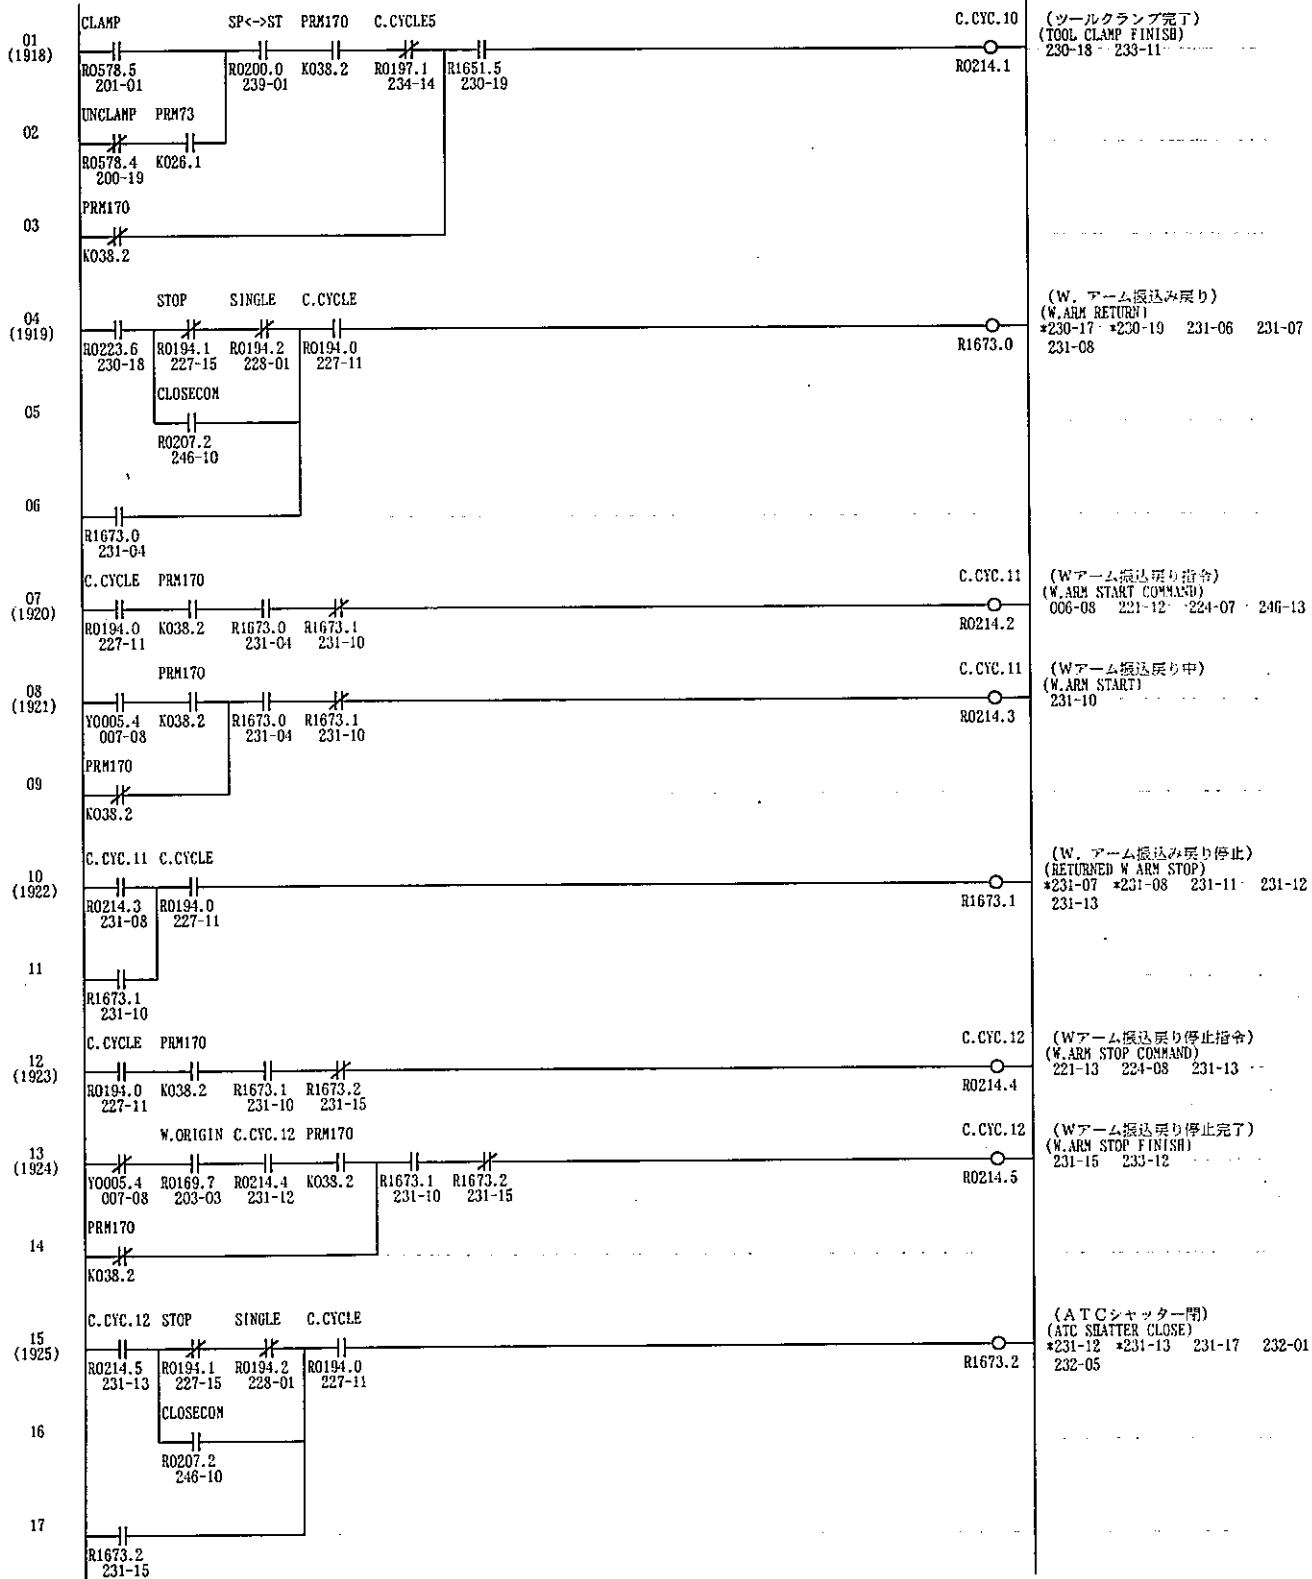 CLAMP SP<->ST PRM170 C.CYCLE5 C.CYC.10 (ツールクランプ完了)
01 (TOOL CLAMP FINISH)
(1918) 230-18 233-11
R0578.5 R0200.0 K038.2 R0197.1 R1651.5 R0214.1
201-01 239-01 234-14 230-19
UNCLAMP PRM73
02
R0578.4 K026.1
200-19
PRM170
03
K038.2
STOP SINGLE C.CYCLE (W. アーム振込み戻り)
04 (W.ARM RETURN)
(1919) *230-17 *230-19 231-06 231-07
R0223.6 R0194.1 R0194.2 R0194.0 R1673.0 231-08
230-18 227-15 228-01 227-11
CLOSECOM
05
R0207.2
246-10
06
R1673.0
231-04
C.CYCLE PRM170 C.CYC.11 (Wアーム振込戻り指令)
07 (W.ARM START COMMAND)
(1920) 006-08 221-12 224-07 246-13
R0194.0 K038.2 R1673.0 R1673.1 R0214.2
227-11 231-04 231-10
PRM170 C.CYC.11 (Wアーム振込戻り中)
08 (W.ARM START)
(1921) 231-10
Y0005.4 K038.2 R1673.0 R1673.1 R0214.3
007-08 231-04 231-10
PRM170
09
K038.2
C.CYC.11 C.CYCLE (W. アーム振込み戻り停止)
10 (RETURNED W ARM STOP)
(1922) *231-07 *231-08 231-11 231-12
R0214.3 R0194.0 R1673.1 231-13
231-08 227-11
11
R1673.1
231-10
C.CYCLE PRM170 C.CYC.12 (Wアーム振込戻り停止指令)
12 (W.ARM STOP COMMAND)
(1923) 221-13 224-08 231-13
R0194.0 K038.2 R1673.1 R1673.2 R0214.4
227-11 231-10 231-15
W.ORIGIN C.CYC.12 PRM170 C.CYC.12 (Wアーム振込戻り停止完了)
13 (W.ARM STOP FINISH)
(1924) 231-15 233-12
Y0005.4 R0169.7 R0214.4 K038.2 R1673.1 R1673.2 R0214.5
007-08 203-03 231-12 231-10 231-15
PRM170
14
K038.2
C.CYC.12 STOP SINGLE C.CYCLE (ATCシャッター閉)
15 (ATC SHATTER CLOSE)
(1925) *231-12 *231-13 231-17 232-01
R0214.5 R0194.1 R0194.2 R0194.0 R1673.2 232-05
231-13 227-15 228-01 227-11
CLOSECOM
16
R0207.2
246-10
17
R1673.2
231-15